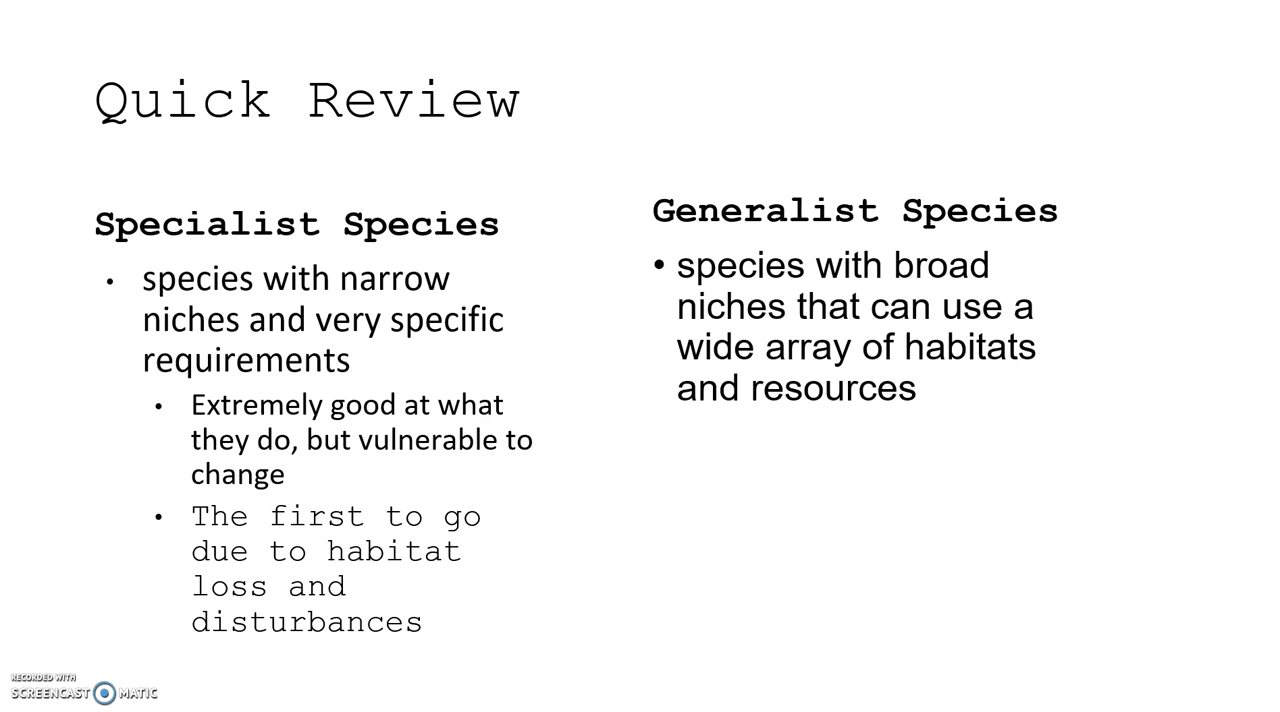 Quick Review
Specialist Species
• species with narrow
niches and very specific
requirements
• Extremely good at what
they do, but vulnerable to
change
• The first to go
due to habitat
loss and
disturbances
Generalist Species
• species with broad
niches that can use a
wide array of habitats
and resources
RECORDED WITH
SCREENCAST MATIC